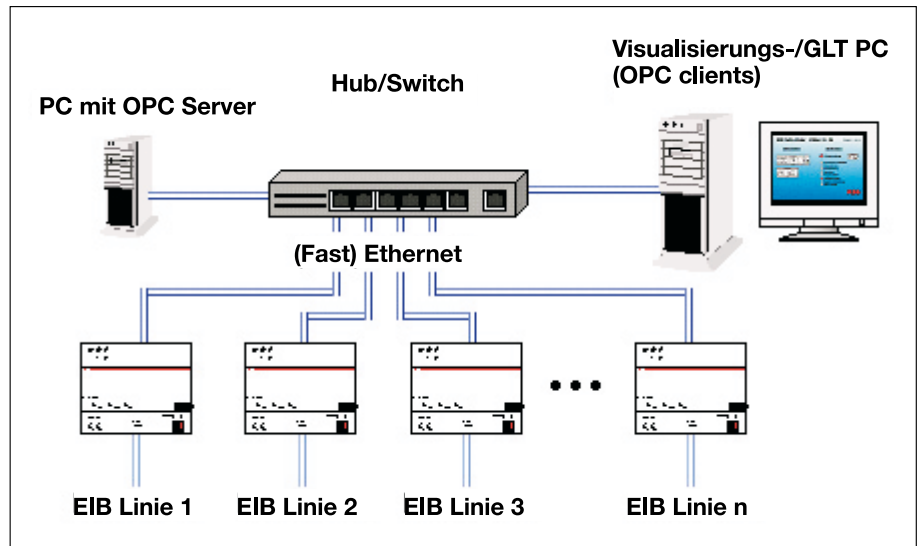 Visualisierungs-/GLT PC
(OPC clients)
Hub/Switch
PC mit OPC Server
(Fast) Ethernet
EIB Linie 1
EIB Linie 2
EIB Linie 3
EIB Linie n